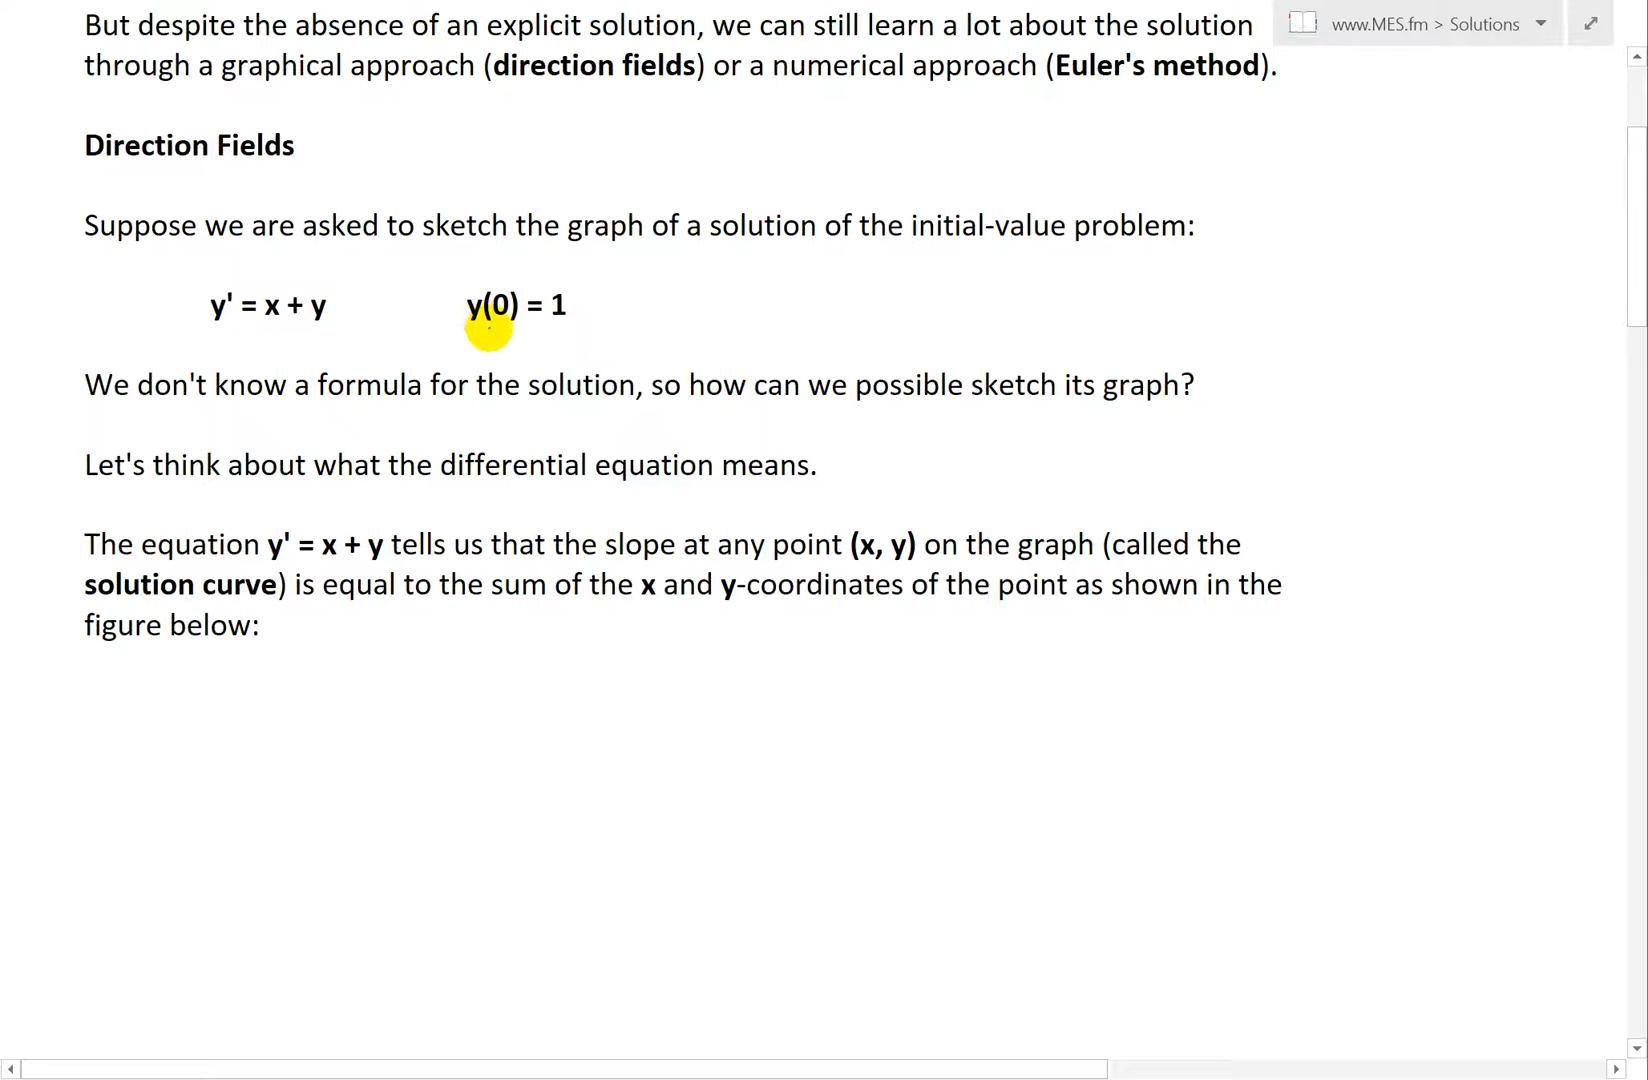 But despite the absence of an explicit solution, we can still learn a lot about the solution
www.MES.fm > Solutions
through a graphical approach (direction fields) or a numerical approach (Euler's method).
Direction Fields
Suppose we are asked to sketch the graph of a solution of the initial-value problem:
y' = x + y y(0) = 1
We don't know a formula for the solution, so how can we possible sketch its graph?
Let's think about what the differential equation means.
The equation y' = x + y tells us that the slope at any point (x, y) on the graph (called the
solution curve) is equal to the sum of the x and y-coordinates of the point as shown in the
figure below: